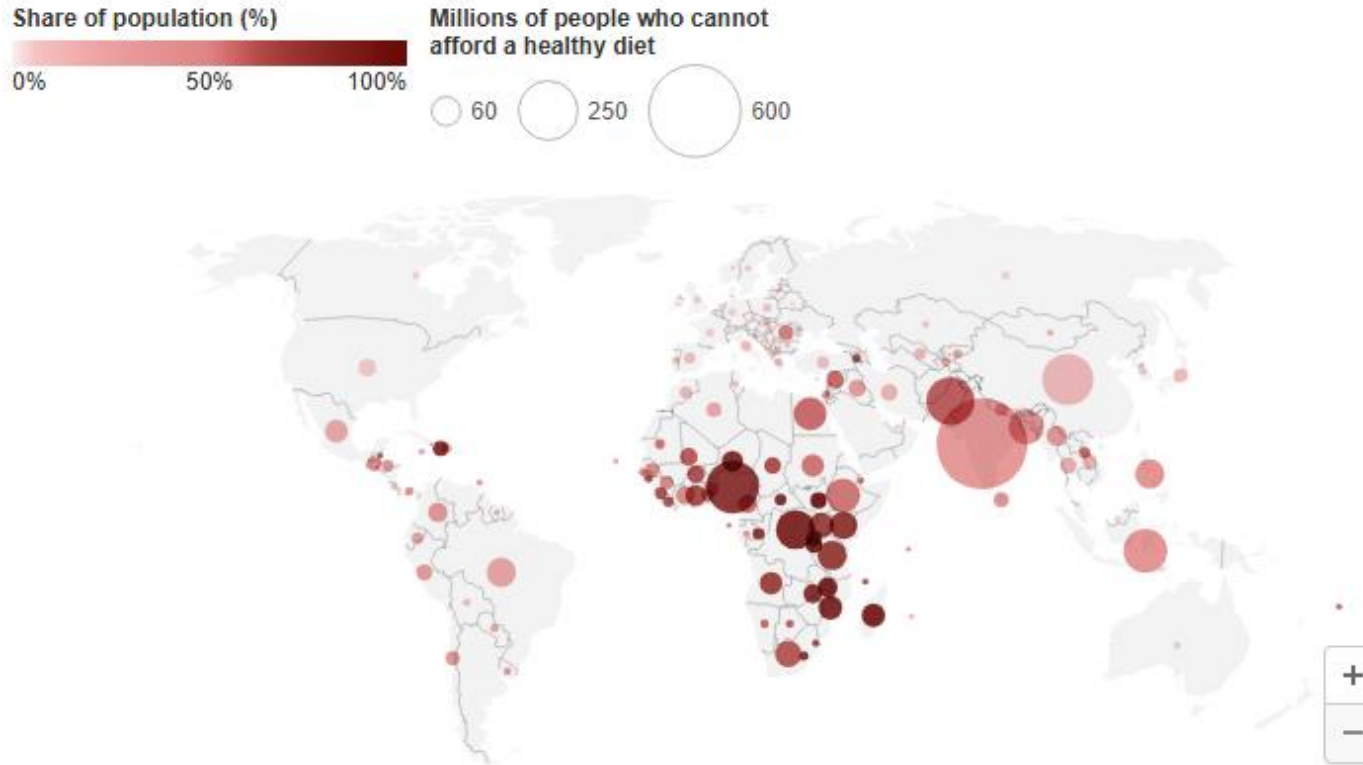 Share of population (%)
0% 50% 100%
Millions of people who cannot
afford a healthy diet
60 250 600
+
−